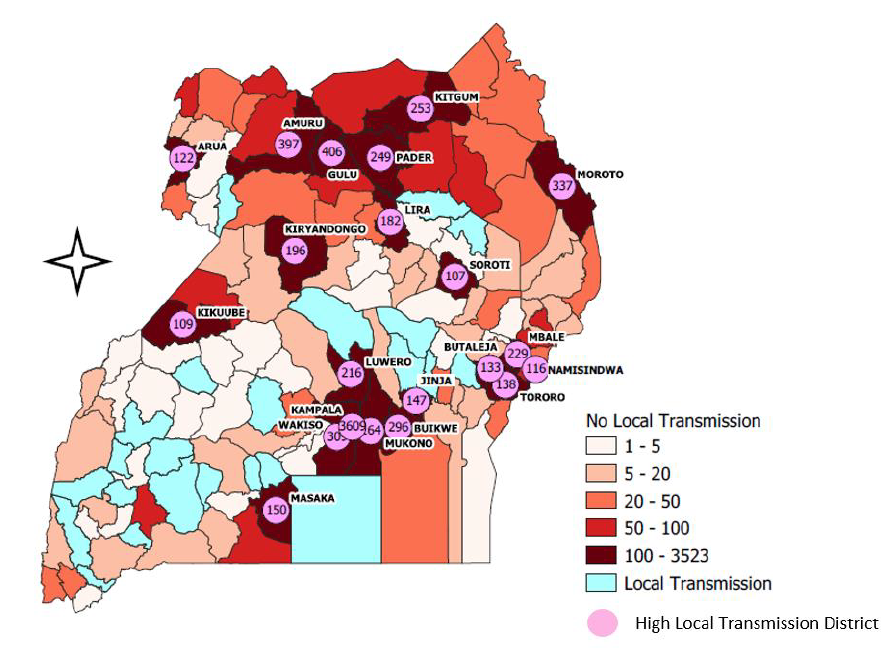 KITGUM
253
AMURU
397
406
GULU
249
PADER
ARUA
122
MOROTO
337
LIRA
182
KIRYANDONGO
196
SOROTI
107
KIKUUBE
109
MBALE
229
BUTALEJA
133
116
NAMISINDWA
138
TORORO
LUWERO
216
JINJA
147
KAMPALA
WAKISO
3609
296
BUIKWE
MUKONO
MASAKA
150
No Local Transmission
1 - 5
5 - 20
20 - 50
50 - 100
100 - 3523
Local Transmission
High Local Transmission District